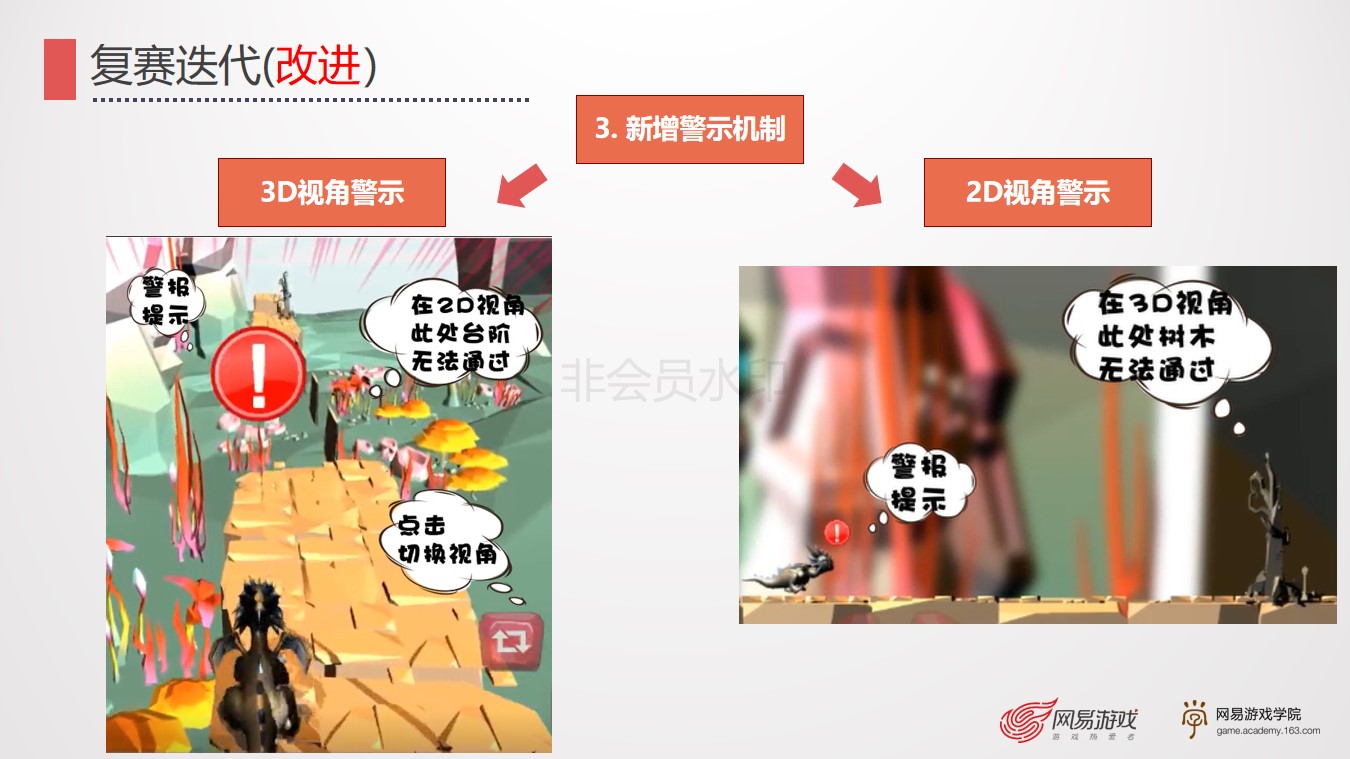 复赛迭代(改进)
3. 新增警示机制
3D视角警示
2D视角警示
警报
提示
在2D视角
此处台阶
无法通过
点击
切换视角
非会员水印
在3D视角
此处树木
无法通过
警报
提示
网易游戏
游戏热爱者
网易游戏学院
game.academy.163.com